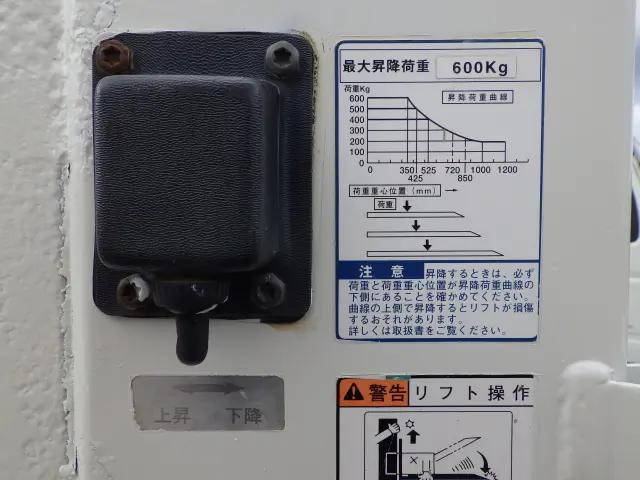 最大昇降荷重 600Kg
荷重Kg
昇降荷重曲線
600
500
400
300
200
100
0
350 525 720 1000 1200
425 850
荷重重心位置(mm)
荷重
注意 昇降するときは、必ず
荷重と荷重重心位置が昇降荷重曲線の
下側にあることを確かめてください。
曲線の上側で昇降するとリフトが損傷
するおそれがあります。
詳しくは取扱書をご覧ください。
上昇 下降
警告 リフト操作